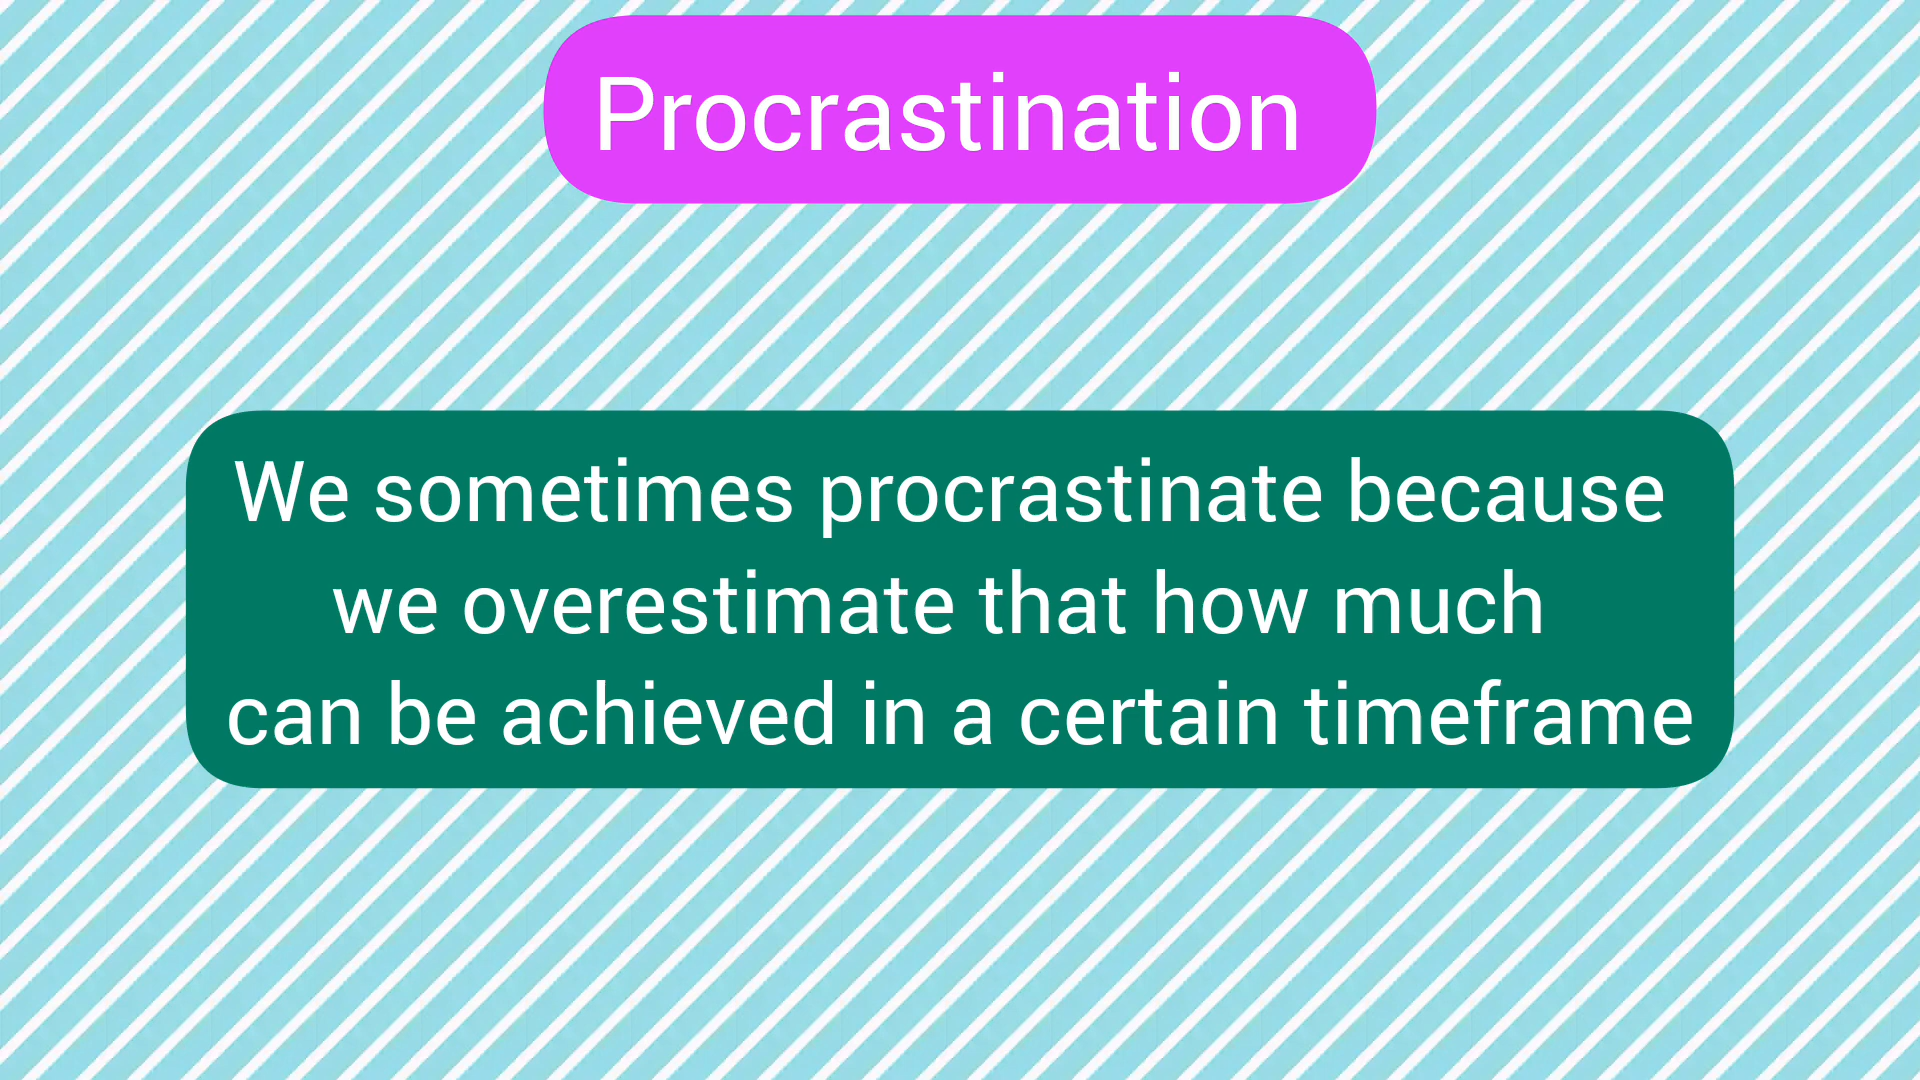 Procrastination
We sometimes procrastinate because
we overestimate that how much
can be achieved in a certain timeframe